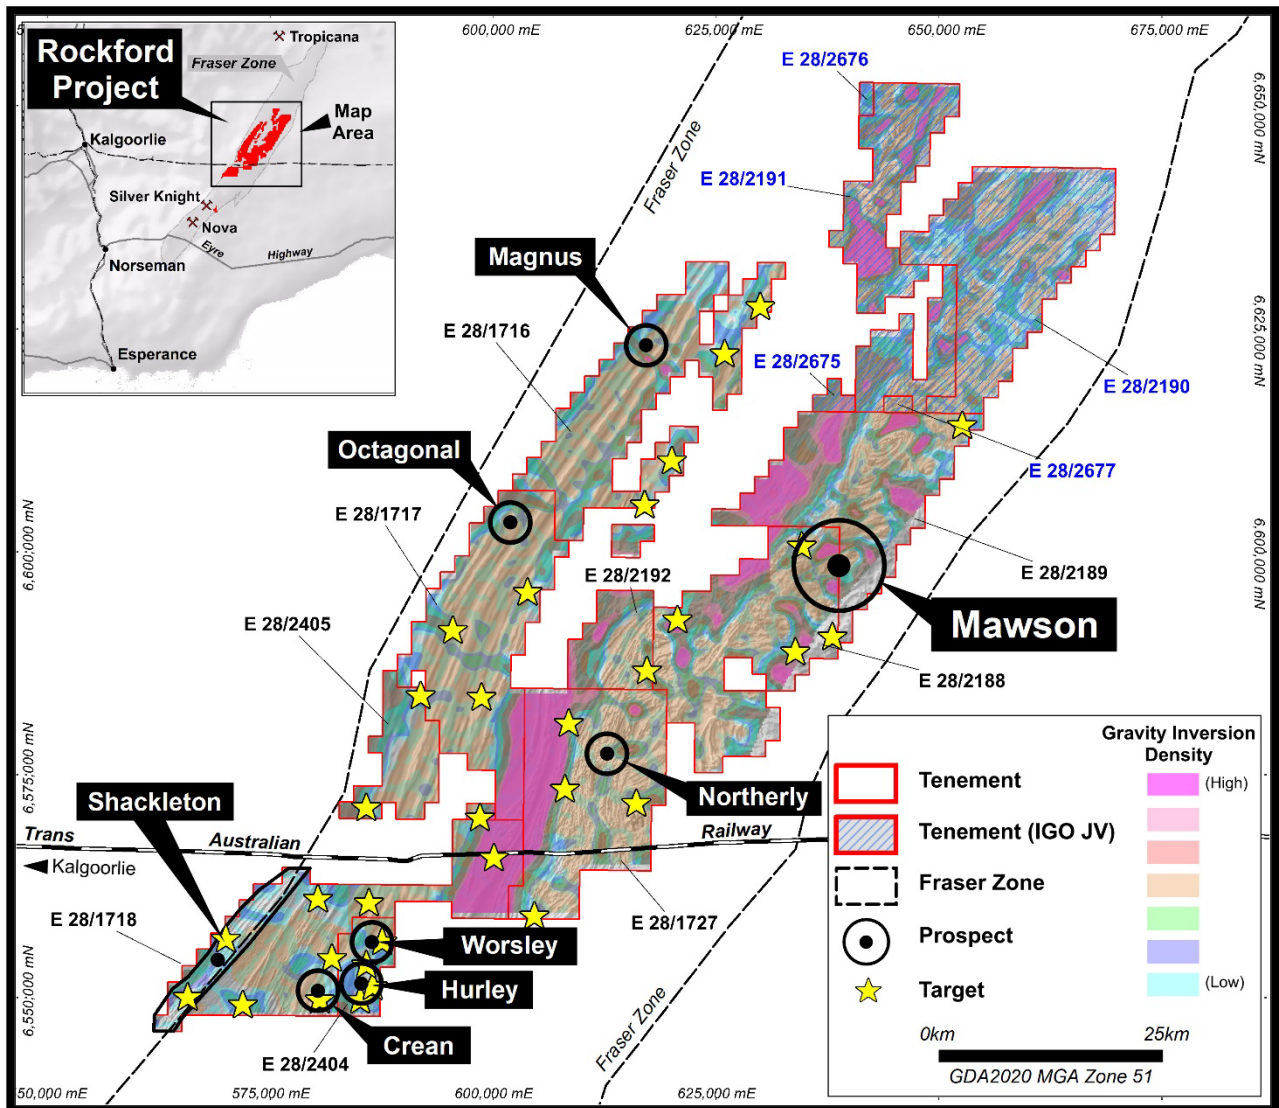 600,000 mE
625,000 mE
650,000 mE
675,000 mE
Rockford
Project
Tropicana
Fraser Zone
Map
Area
Kalgoorlie
Silver Knight
Nova
Eyre
Highway
Norseman
Esperance
E 28/2676
6,650,000 mN
Fraser Zone
E 28/2191
Magnus
E 28/1716
6,625,000 mN
E 28/2675
E 28/2190
Octagonal
E 28/2677
E 28/1717
6,600,000 mN
6,600,000 mN
E 28/2192
E 28/2189
E 28/2405
Mawson
E 28/2188
6,575,000 mN
Shackleton
Northerly
Trans
Australian
Railway
Kalgoorlie
E 28/1718
E 28/1727
Worsley
Hurley
6,550,000 mN
Crean
E 28/2404
Fraser Zone
Gravity Inversion
Density
Tenement
(High)
Tenement (IGO JV)
Fraser Zone
Prospect
Target
(Low)
0km
25km
GDA2020 MGA Zone 51
50,000 mE
575,000 mE
600,000 mE
625,000 mE